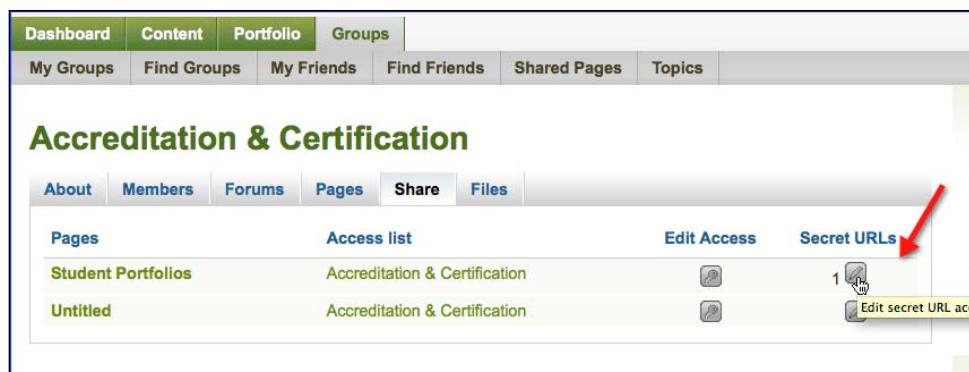 Dashboard Content Portfolio Groups
My Groups Find Groups My Friends Find Friends Shared Pages Topics
Accreditation & Certification
About Members Forums Pages Share Files
Pages Access list Edit Access Secret URLs
Student Portfolios Accreditation & Certification 1
Untitled Accreditation & Certification
Edit secret URL